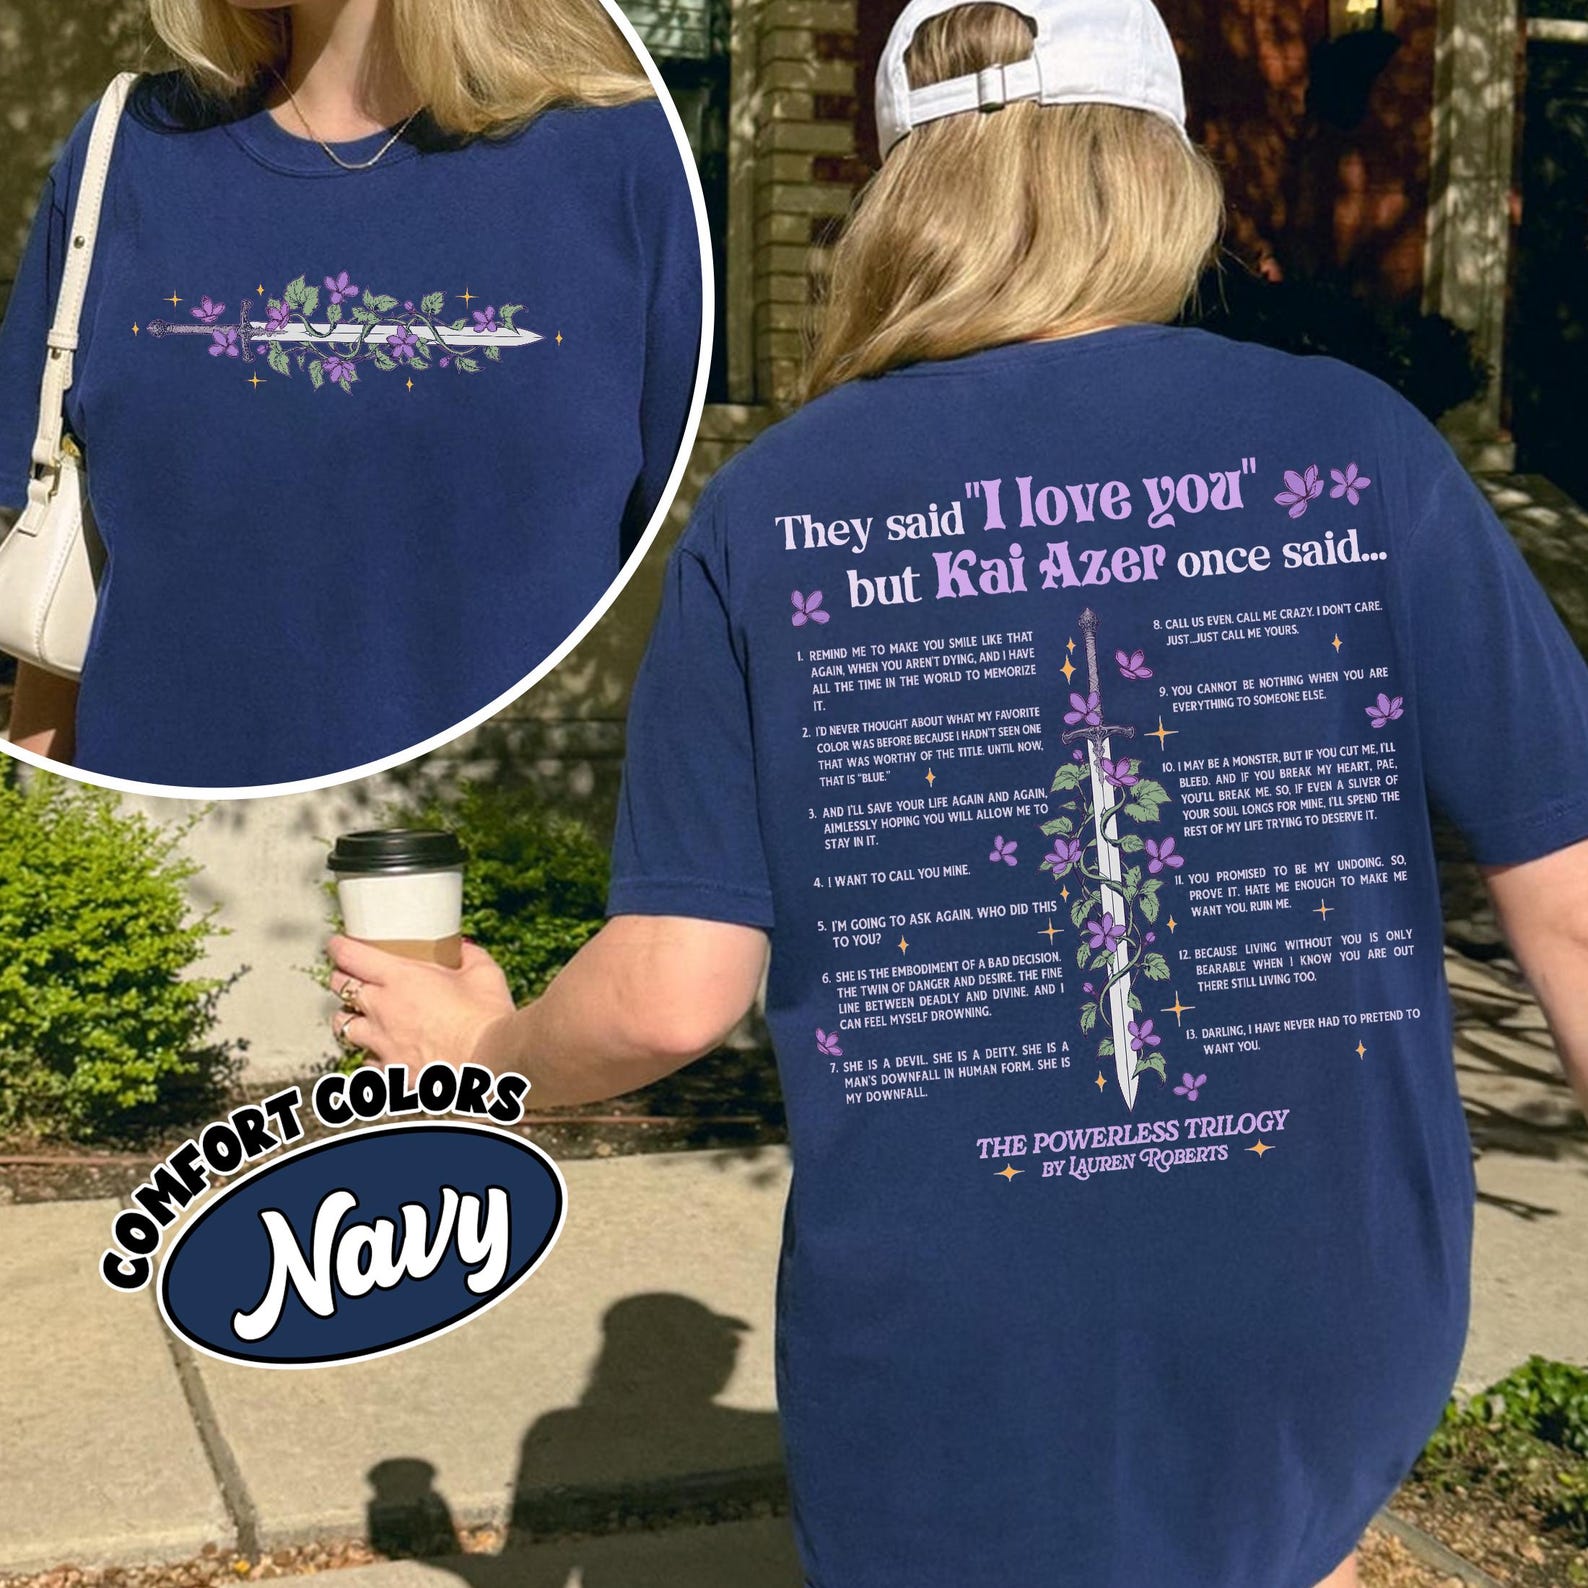 They said "I love you"
but Kai Azer once said...
1. REMIND ME TO MAKE YOU SMILE LIKE THAT
AGAIN, WHEN YOU AREN'T DYING, AND I HAVE
ALL THE TIME IN THE WORLD TO MEMORIZE
IT.
2. I'D NEVER THOUGHT ABOUT WHAT MY FAVORITE
COLOR WAS BEFORE BECAUSE I HADN'T SEEN ONE
THAT WAS WORTHY OF THE TITLE. UNTIL NOW,
THAT IS "BLUE."
3. AND I'LL SAVE YOUR LIFE AGAIN AND AGAIN,
AIMLESSLY HOPING YOU WILL ALLOW ME TO
STAY IN IT.
4. I WANT TO CALL YOU MINE.
5. I'M GOING TO ASK AGAIN. WHO DID THIS
TO YOU?
6. SHE IS THE EMBODIMENT OF A BAD DECISION.
THE TWIN OF DANGER AND DESIRE. THE FINE
LINE BETWEEN DEADLY AND DIVINE. AND I
CAN FEEL MYSELF DROWNING.
7. SHE IS A DEVIL. SHE IS A DEITY. SHE IS A
MAN'S DOWNFALL IN HUMAN FORM. SHE IS
MY DOWNFALL.
8. CALL US EVEN. CALL ME CRAZY. I DON'T CARE.
JUST...JUST CALL ME YOURS.
9. YOU CANNOT BE NOTHING WHEN YOU ARE
EVERYTHING TO SOMEONE ELSE.
10. I MAY BE A MONSTER, BUT IF YOU CUT ME, I'LL
BLEED. AND IF YOU BREAK MY HEART, PAE,
YOU'LL BREAK ME. SO, IF EVEN A SLIVER OF
YOUR SOUL LONGS FOR MINE, I'LL SPEND THE
REST OF MY LIFE TRYING TO DESERVE IT.
11. YOU PROMISED TO BE MY UNDOING. SO,
PROVE IT. HATE ME ENOUGH TO MAKE ME
WANT YOU. RUIN ME.
12. BECAUSE LIVING WITHOUT YOU IS ONLY
BEARABLE WHEN I KNOW YOU ARE OUT
THERE STILL LIVING TOO.
13. DARLING, I HAVE NEVER HAD TO PRETEND TO
WANT YOU.
THE POWERLESS TRILOGY
BY LAUREN ROBERTS
COMFORT COLORS
Navy